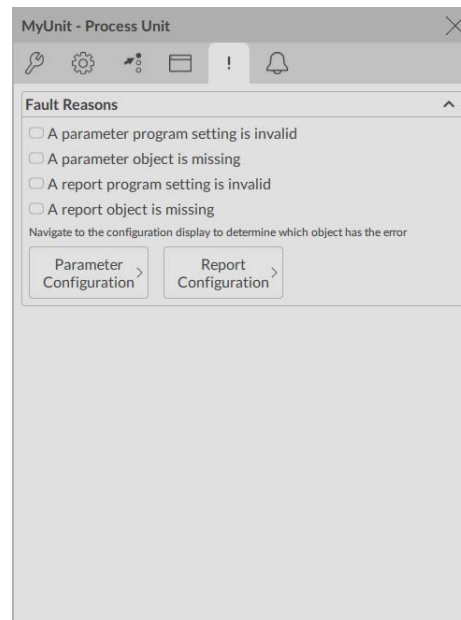 MyUnit - Process Unit
!
Fault Reasons
A parameter program setting is invalid
A parameter object is missing
A report program setting is invalid
A report object is missing
Navigate to the configuration display to determine which object has the error
Parameter
Configuration
Report
Configuration